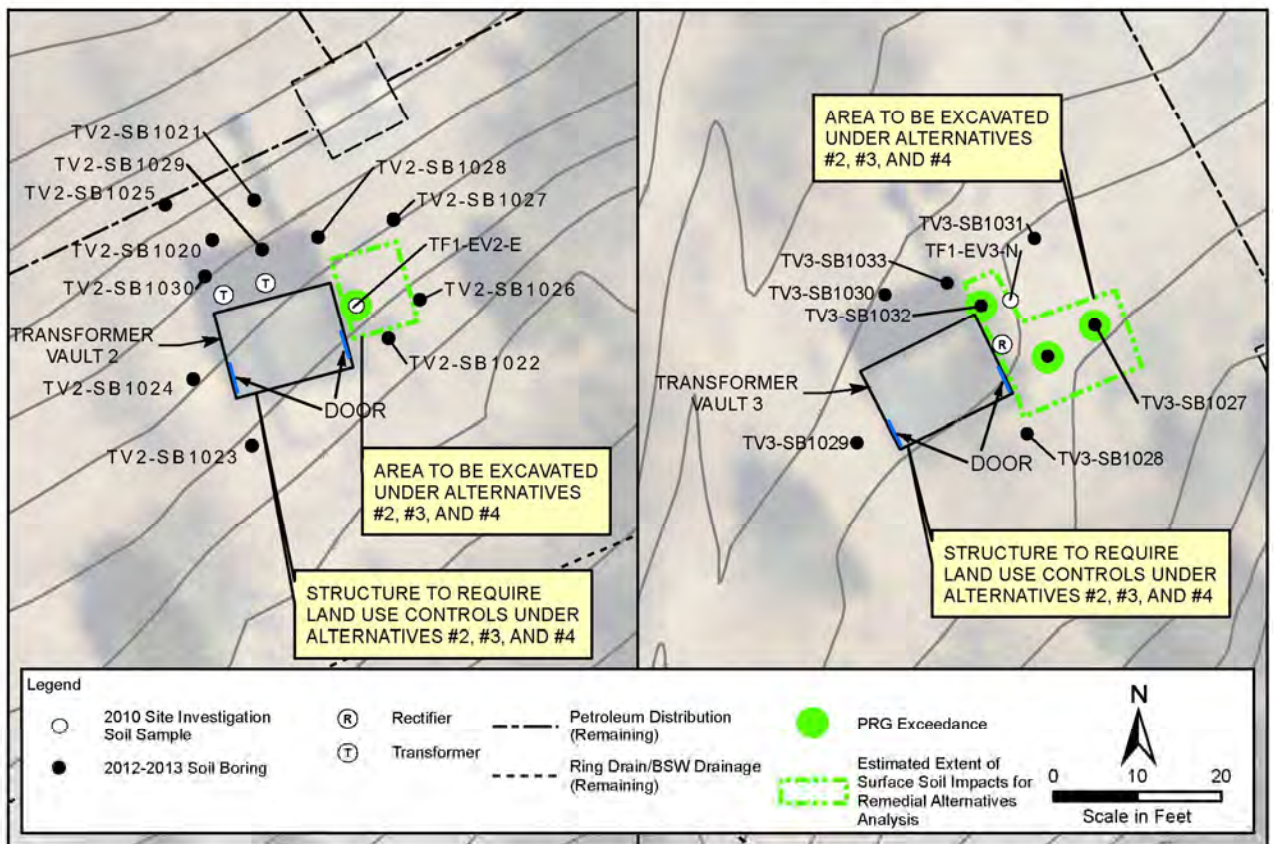 TV2-SB1021
TV2-SB1029
TV2-SB1025
TV2-SB1028
TV2-SB1027
TV2-SB1020
TF1-EV2-E
TV2-SB1030
T
T
TV2-SB1026
TRANSFORMER
VAULT 2
TV2-SB1022
TV2-SB1024
DOOR
TV2-SB1023
AREA TO BE EXCAVATED
UNDER ALTERNATIVES
#2, #3, AND #4
STRUCTURE TO REQUIRE
LAND USE CONTROLS UNDER
ALTERNATIVES #2, #3, AND #4
AREA TO BE EXCAVATED
UNDER ALTERNATIVES
#2, #3, AND #4
TV3-SB1031
TF1-EV3-N
TV3-SB1033
TV3-SB1030
TV3-SB1032
R
TRANSFORMER
VAULT 3
TV3-SB1027
TV3-SB1029
DOOR
TV3-SB1028
STRUCTURE TO REQUIRE
LAND USE CONTROLS UNDER
ALTERNATIVES #2, #3, AND #4
Legend
2010 Site Investigation
Soil Sample
2012-2013 Soil Boring
R
Rectifier
T
Transformer
Petroleum Distribution
(Remaining)
Ring Drain/BSW Drainage
(Remaining)
PRG Exceedance
Estimated Extent of
Surface Soil Impacts for
Remedial Alternatives
Analysis
N
0 10 20
Scale in Feet